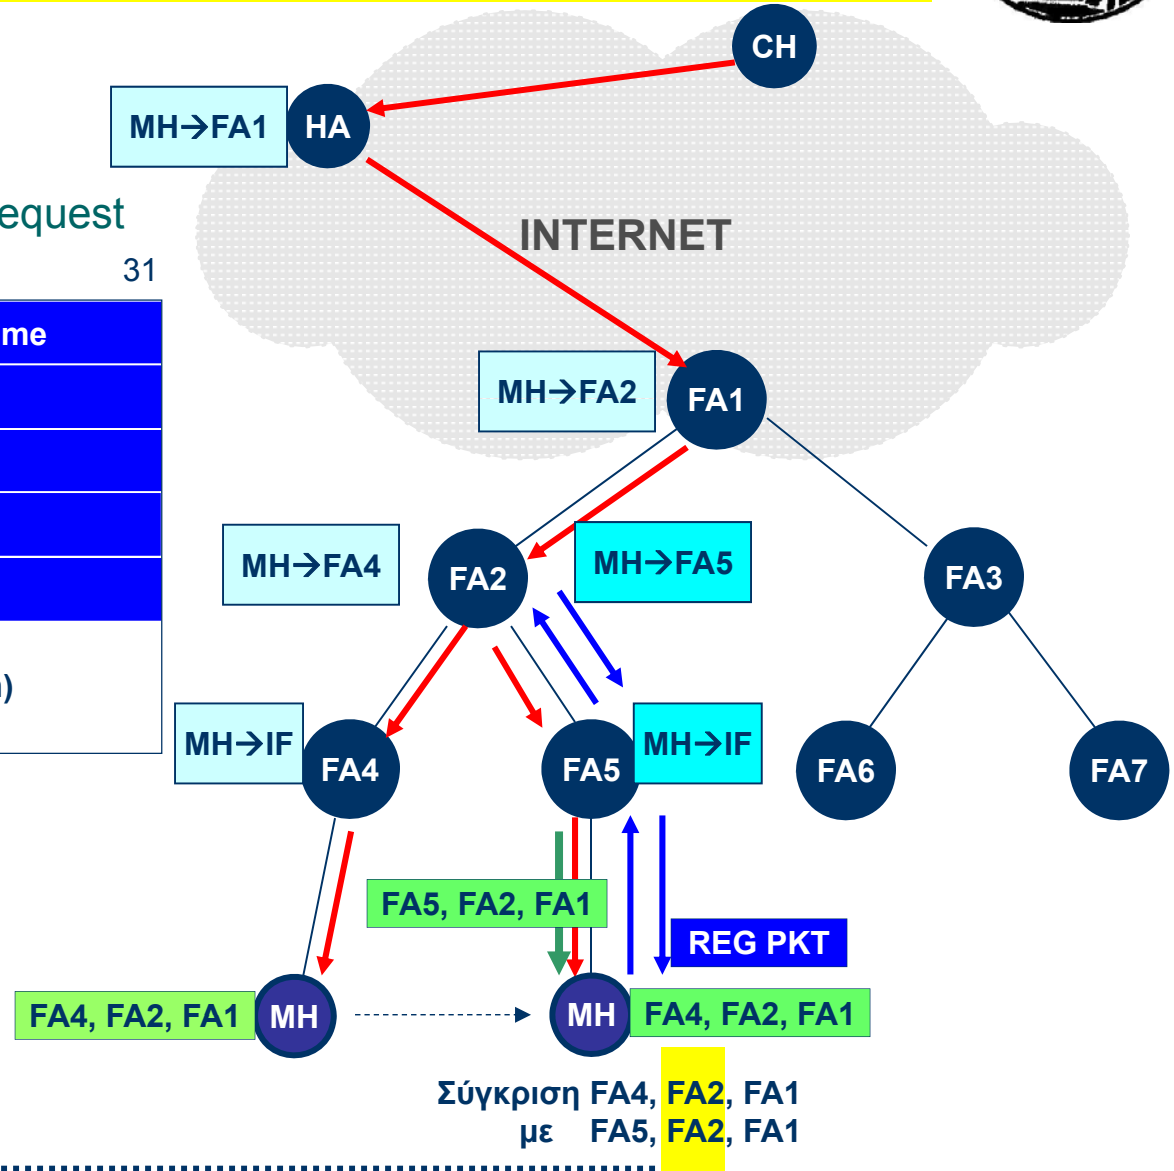 CH
MH→FA1
HA
equest
INTERNET
31
me
MH→FA2
FA1
MH→FA4
FA2
MH→FA5
FA3
)
MH→IF
FA4
FA5
MH→IF
FA6
FA7
FA5, FA2, FA1
REG PKT
FA4, FA2, FA1
MH
MH
FA4, FA2, FA1
Σύγκριση FA4, FA2, FA1
με FA5, FA2, FA1